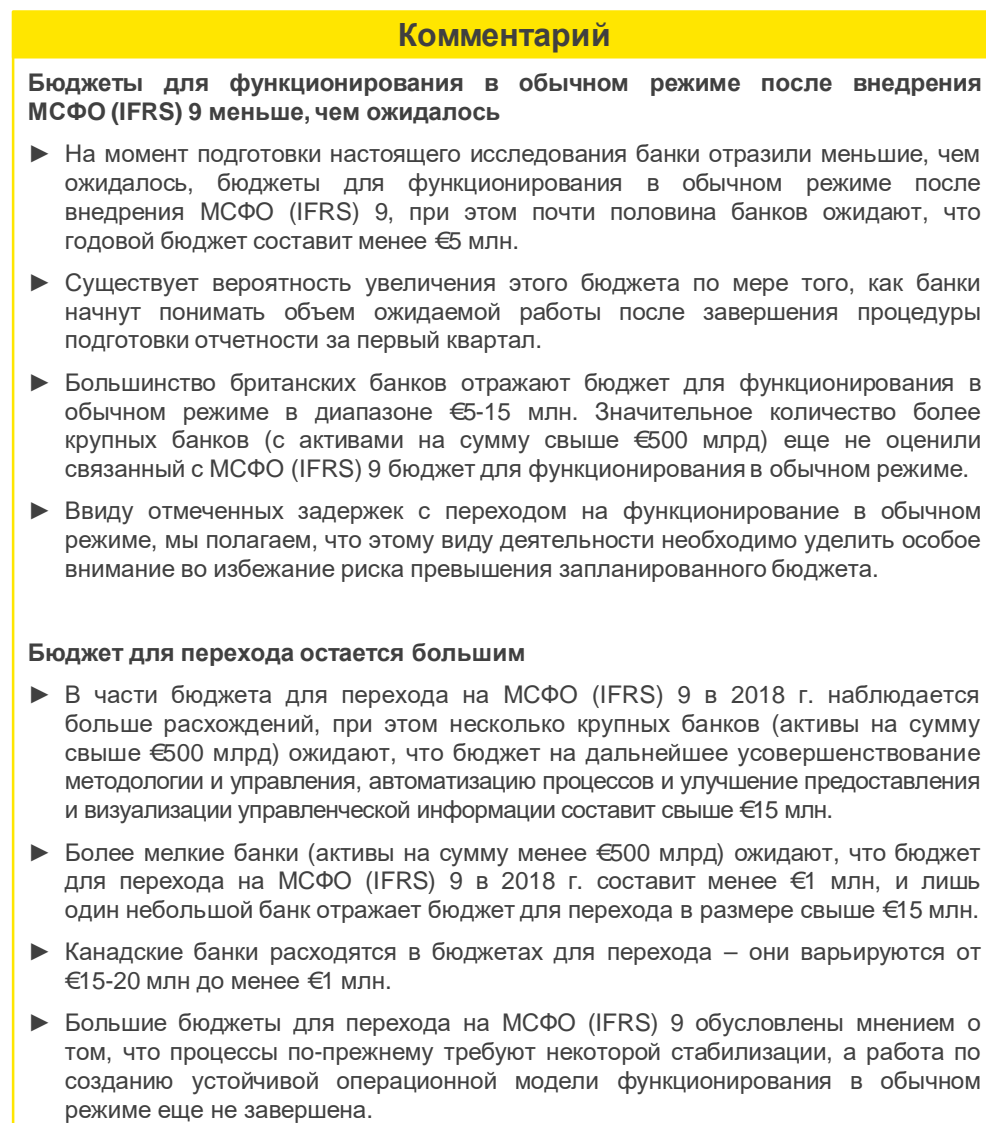 Комментарий
Бюджеты для функционирования в обычном режиме после внедрения
МСФО (IFRS) 9 меньше, чем ожидалось
► На момент подготовки настоящего исследования банки отразили меньшие, чем
ожидалось, бюджеты для функционирования в обычном режиме после
внедрения МСФО (IFRS) 9, при этом почти половина банков ожидают, что
годовой бюджет составит менее €5 млн.
► Существует вероятность увеличения этого бюджета по мере того, как банки
начнут понимать объем ожидаемой работы после завершения процедуры
подготовки отчетности за первый квартал.
► Большинство британских банков отражают бюджет для функционирования в
обычном режиме в диапазоне €5-15 млн. Значительное количество более
крупных банков (с активами на сумму свыше €500 млрд) еще не оценили
связанный с МСФО (IFRS) 9 бюджет для функционирования в обычном режиме.
► Ввиду отмеченных задержек с переходом на функционирование в обычном
режиме, мы полагаем, что этому виду деятельности необходимо уделить особое
внимание во избежание риска превышения запланированного бюджета.
Бюджет для перехода остается большим
► В части бюджета для перехода на МСФО (IFRS) 9 в 2018 г. наблюдается
больше расхождений, при этом несколько крупных банков (активы на сумму
свыше €500 млрд) ожидают, что бюджет на дальнейшее усовершенствование
методологии и управления, автоматизацию процессов и улучшение предоставления
и визуализации управленческой информации составит свыше €15 млн.
► Более мелкие банки (активы на сумму менее €500 млрд) ожидают, что бюджет
для перехода на МСФО (IFRS) 9 в 2018 г. составит менее €1 млн, и лишь
один небольшой банк отражает бюджет для перехода в размере свыше €15 млн.
► Канадские банки расходятся в бюджетах для перехода – они варьируются от
€15-20 млн до менее €1 млн.
► Большие бюджеты для перехода на МСФО (IFRS) 9 обусловлены мнением о
том, что процессы по-прежнему требуют некоторой стабилизации, а работа по
созданию устойчивой операционной модели функционирования в обычном
режиме еще не завершена.